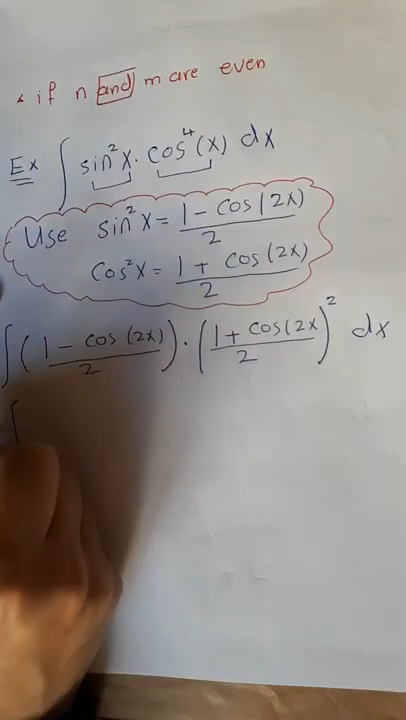 * if n and m are even
Ex ∫ sin²x · cos⁴(x) dx
Use sin²x = (1 - cos(2x))/2
cos²x = (1 + cos(2x))/2
∫ ((1 - cos(2x))/2) · ((1 + cos(2x)/2)² dx
∫